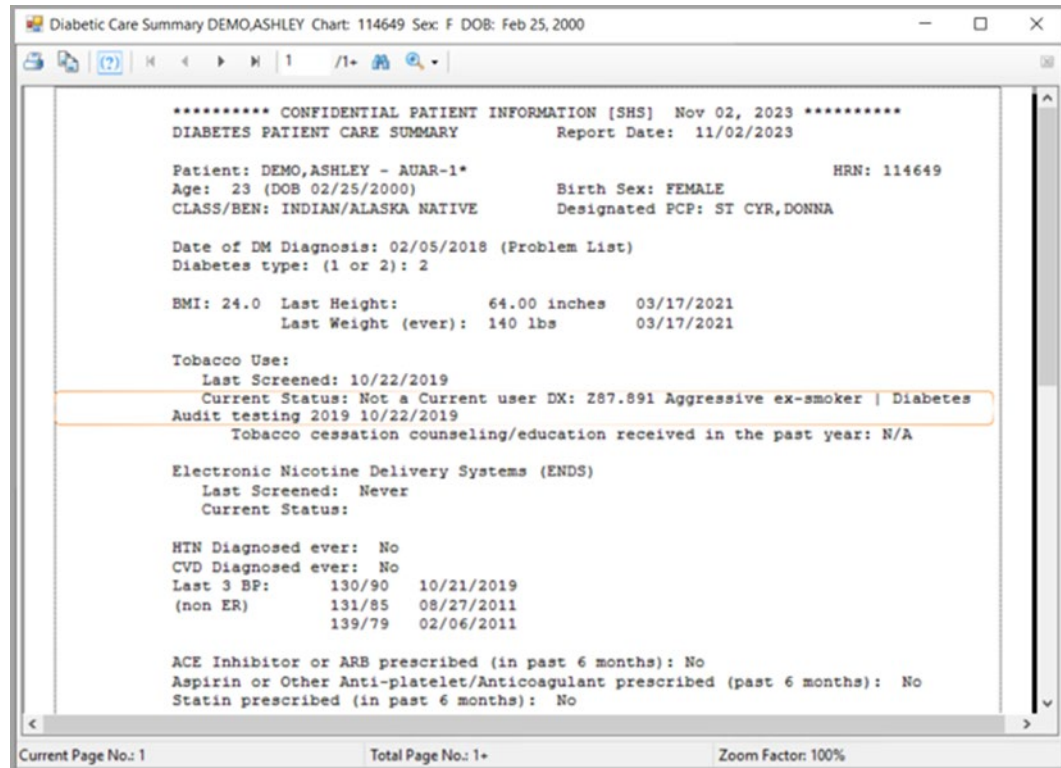 Diabetic Care Summary DEMO,ASHLEY Chart: 114649 Sex: F DOB: Feb 25, 2000
(?) 1 /1+
********** CONFIDENTIAL PATIENT INFORMATION [SHS] Nov 02, 2023 **********
DIABETES PATIENT CARE SUMMARY Report Date: 11/02/2023
Patient: DEMO,ASHLEY - AUAR-1* HRN: 114649
Age: 23 (DOB 02/25/2000) Birth Sex: FEMALE
CLASS/BEN: INDIAN/ALASKA NATIVE Designated PCP: ST CYR,DONNA
Date of DM Diagnosis: 02/05/2018 (Problem List)
Diabetes type: (1 or 2): 2
BMI: 24.0 Last Height: 64.00 inches 03/17/2021
Last Weight (ever): 140 lbs 03/17/2021
Tobacco Use:
Last Screened: 10/22/2019
Current Status: Not a Current user DX: Z87.891 Aggressive ex-smoker | Diabetes
Audit testing 2019 10/22/2019
Tobacco cessation counseling/education received in the past year: N/A
Electronic Nicotine Delivery Systems (ENDS)
Last Screened: Never
Current Status:
HTN Diagnosed ever: No
CVD Diagnosed ever: No
Last 3 BP: 130/90 10/21/2019
(non ER) 131/85 08/27/2011
139/79 02/06/2011
ACE Inhibitor or ARB prescribed (in past 6 months): No
Aspirin or Other Anti-platelet/Anticoagulant prescribed (past 6 months): No
Statin prescribed (in past 6 months): No
Current Page No.: 1 Total Page No.: 1+ Zoom Factor: 100%